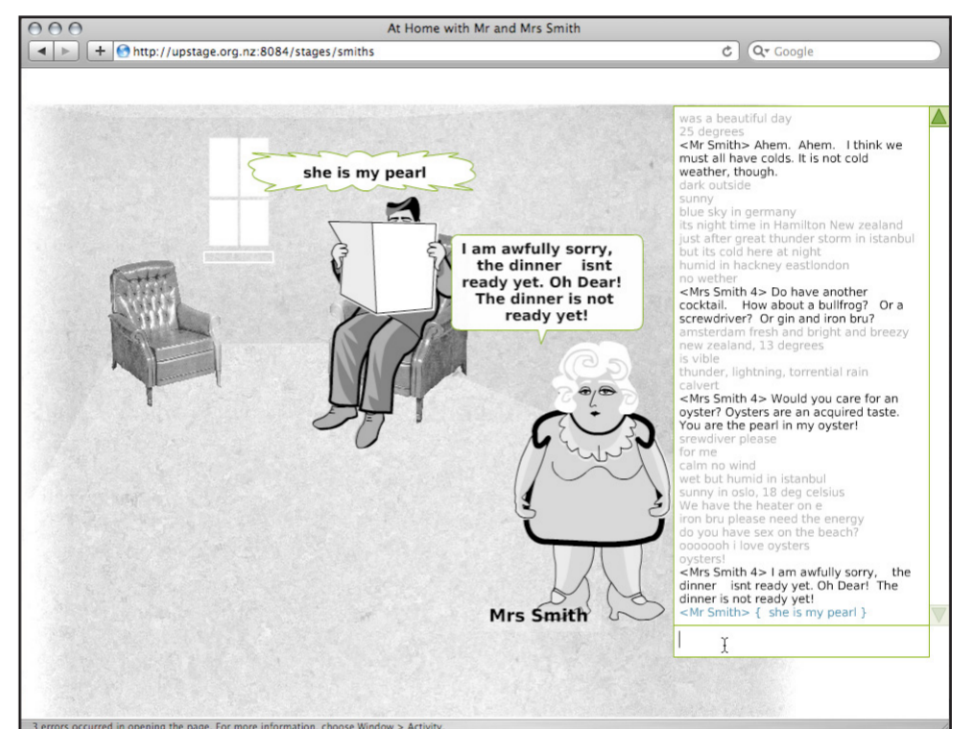 At Home with Mr and Mrs Smith
http://upstage.org.nz:8084/stages/smiths
Google
she is my pearl
I am awfully sorry,
the dinner isnt
ready yet. Oh Dear!
The dinner is not
ready yet!
Mrs Smith
was a beautiful day
25 degrees
<Mr Smith> Ahem. Ahem. I think we
must all have colds. It is not cold
weather, though.
dark outside
sunny
blue sky in germany
its night time in Hamilton New zealand
just after great thunder storm in istanbul
but its cold here at night
humid in hackney eastlondon
no wether
<Mrs Smith 4> Do have another
cocktail. How about a bullfrog? Or a
screwdriver? Or gin and iron bru?
amsterdam fresh and bright and breezy
new zealand, 13 degrees
is vible
thunder, lightning, torrential rain
calvert
<Mrs Smith 4> Would you care for an
oyster? Oysters are an acquired taste.
You are the pearl in my oyster!
srewdiver please
for me
calm no wind
wet but humid in istanbul
sunny in oslo, 18 deg celsius
We have the heater on e
iron bru please need the energy
do you have sex on the beach?
ooooooh i love oysters
oysters!
<Mrs Smith 4> I am awfully sorry, the
dinner isnt ready yet. Oh Dear! The
dinner is not ready yet!
<Mr Smith> { she is my pearl }
3 errors occurred in opening the page. For more information, choose Window > Activity